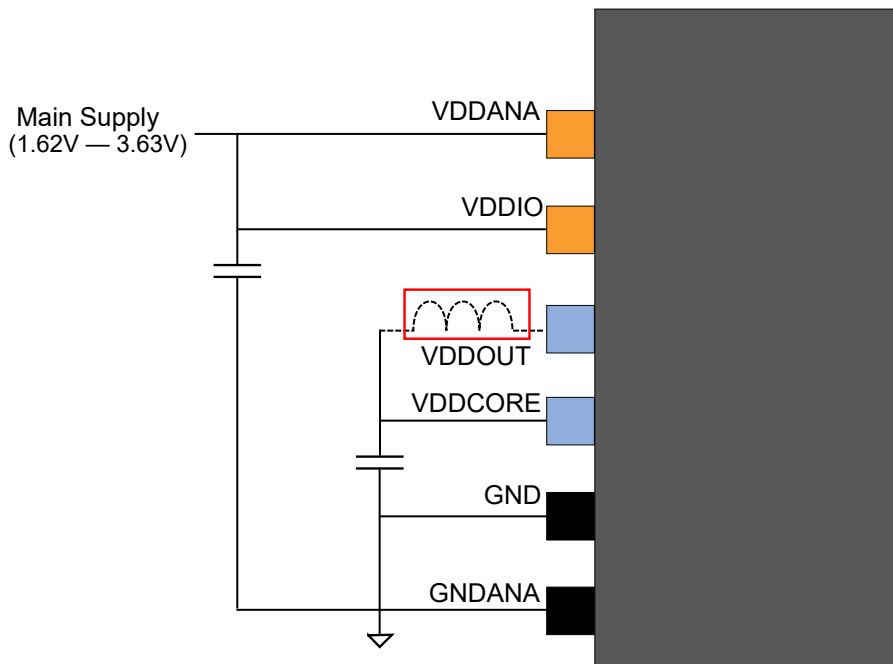 VDDANA
Main Supply
(1.62V — 3.63V)
VDDIO
VDDOUT
VDDCORE
GND
GNDANA